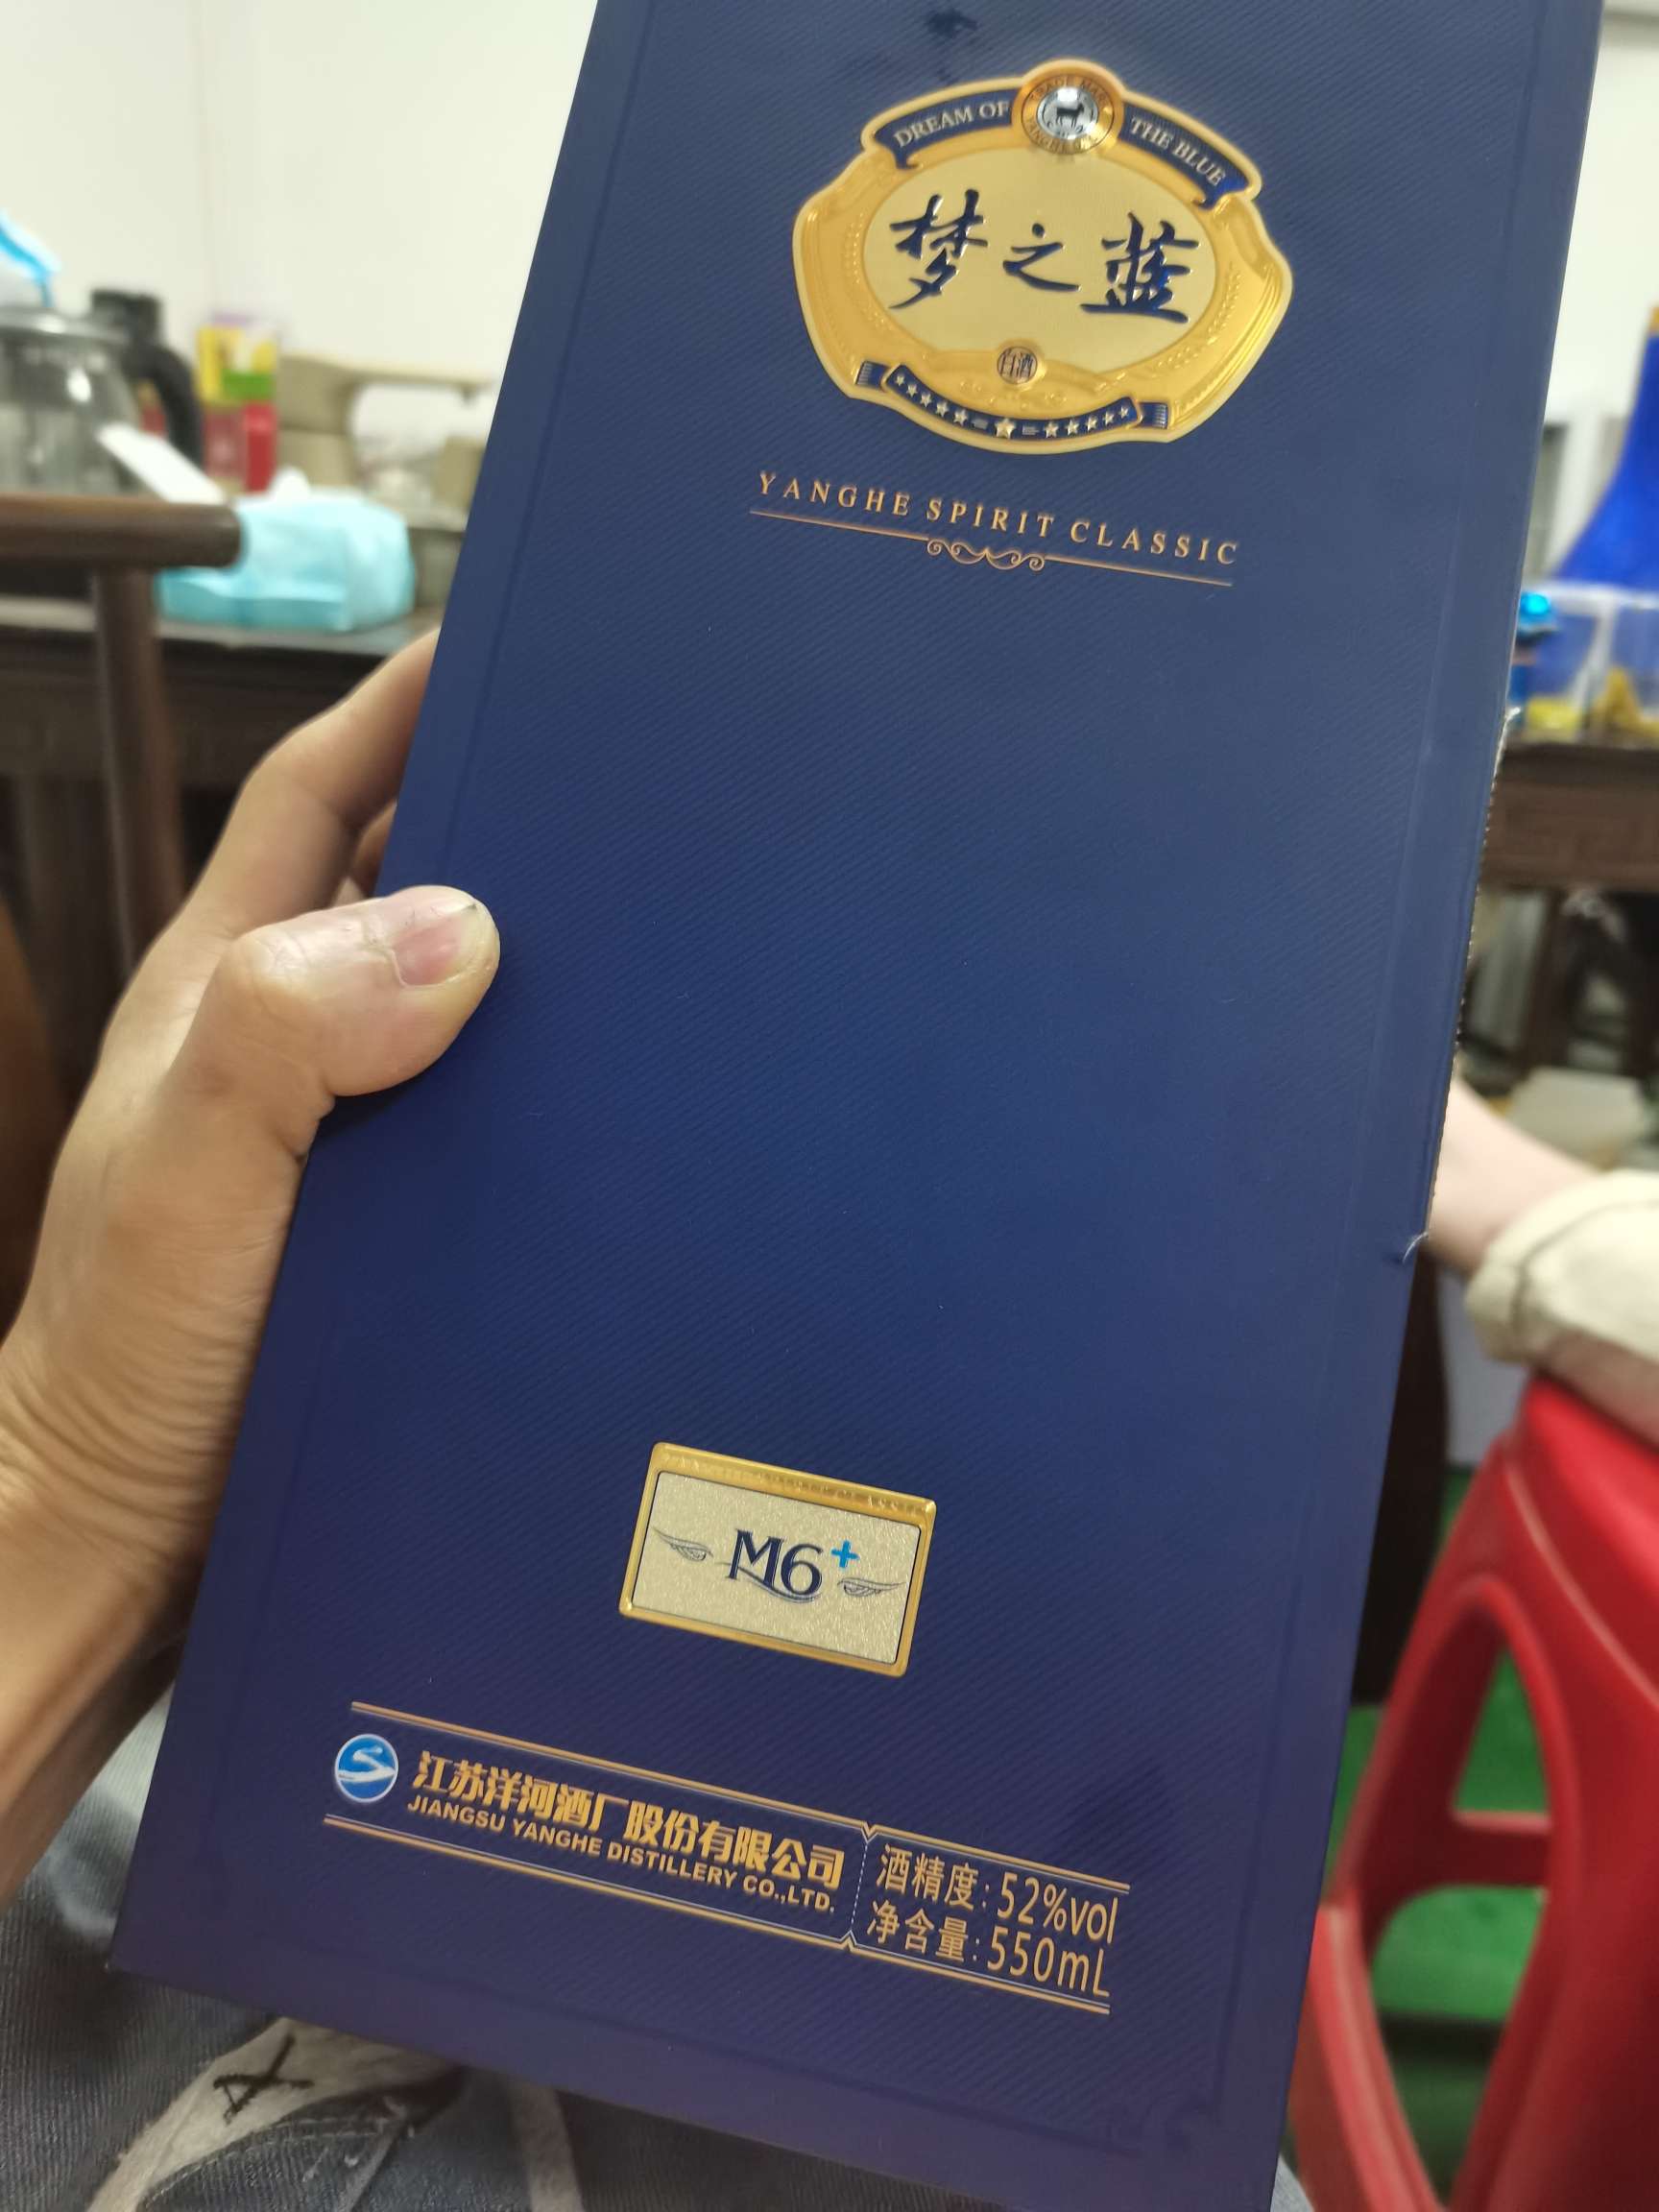 DREAM OF THE BLUE
梦之蓝
白酒
YANGHE SPIRIT CLASSIC
M6+
江苏洋河酒厂股份有限公司
JIANGSU YANGHE DISTILLERY CO.,LTD.
酒精度:52%vol
净含量:550mL